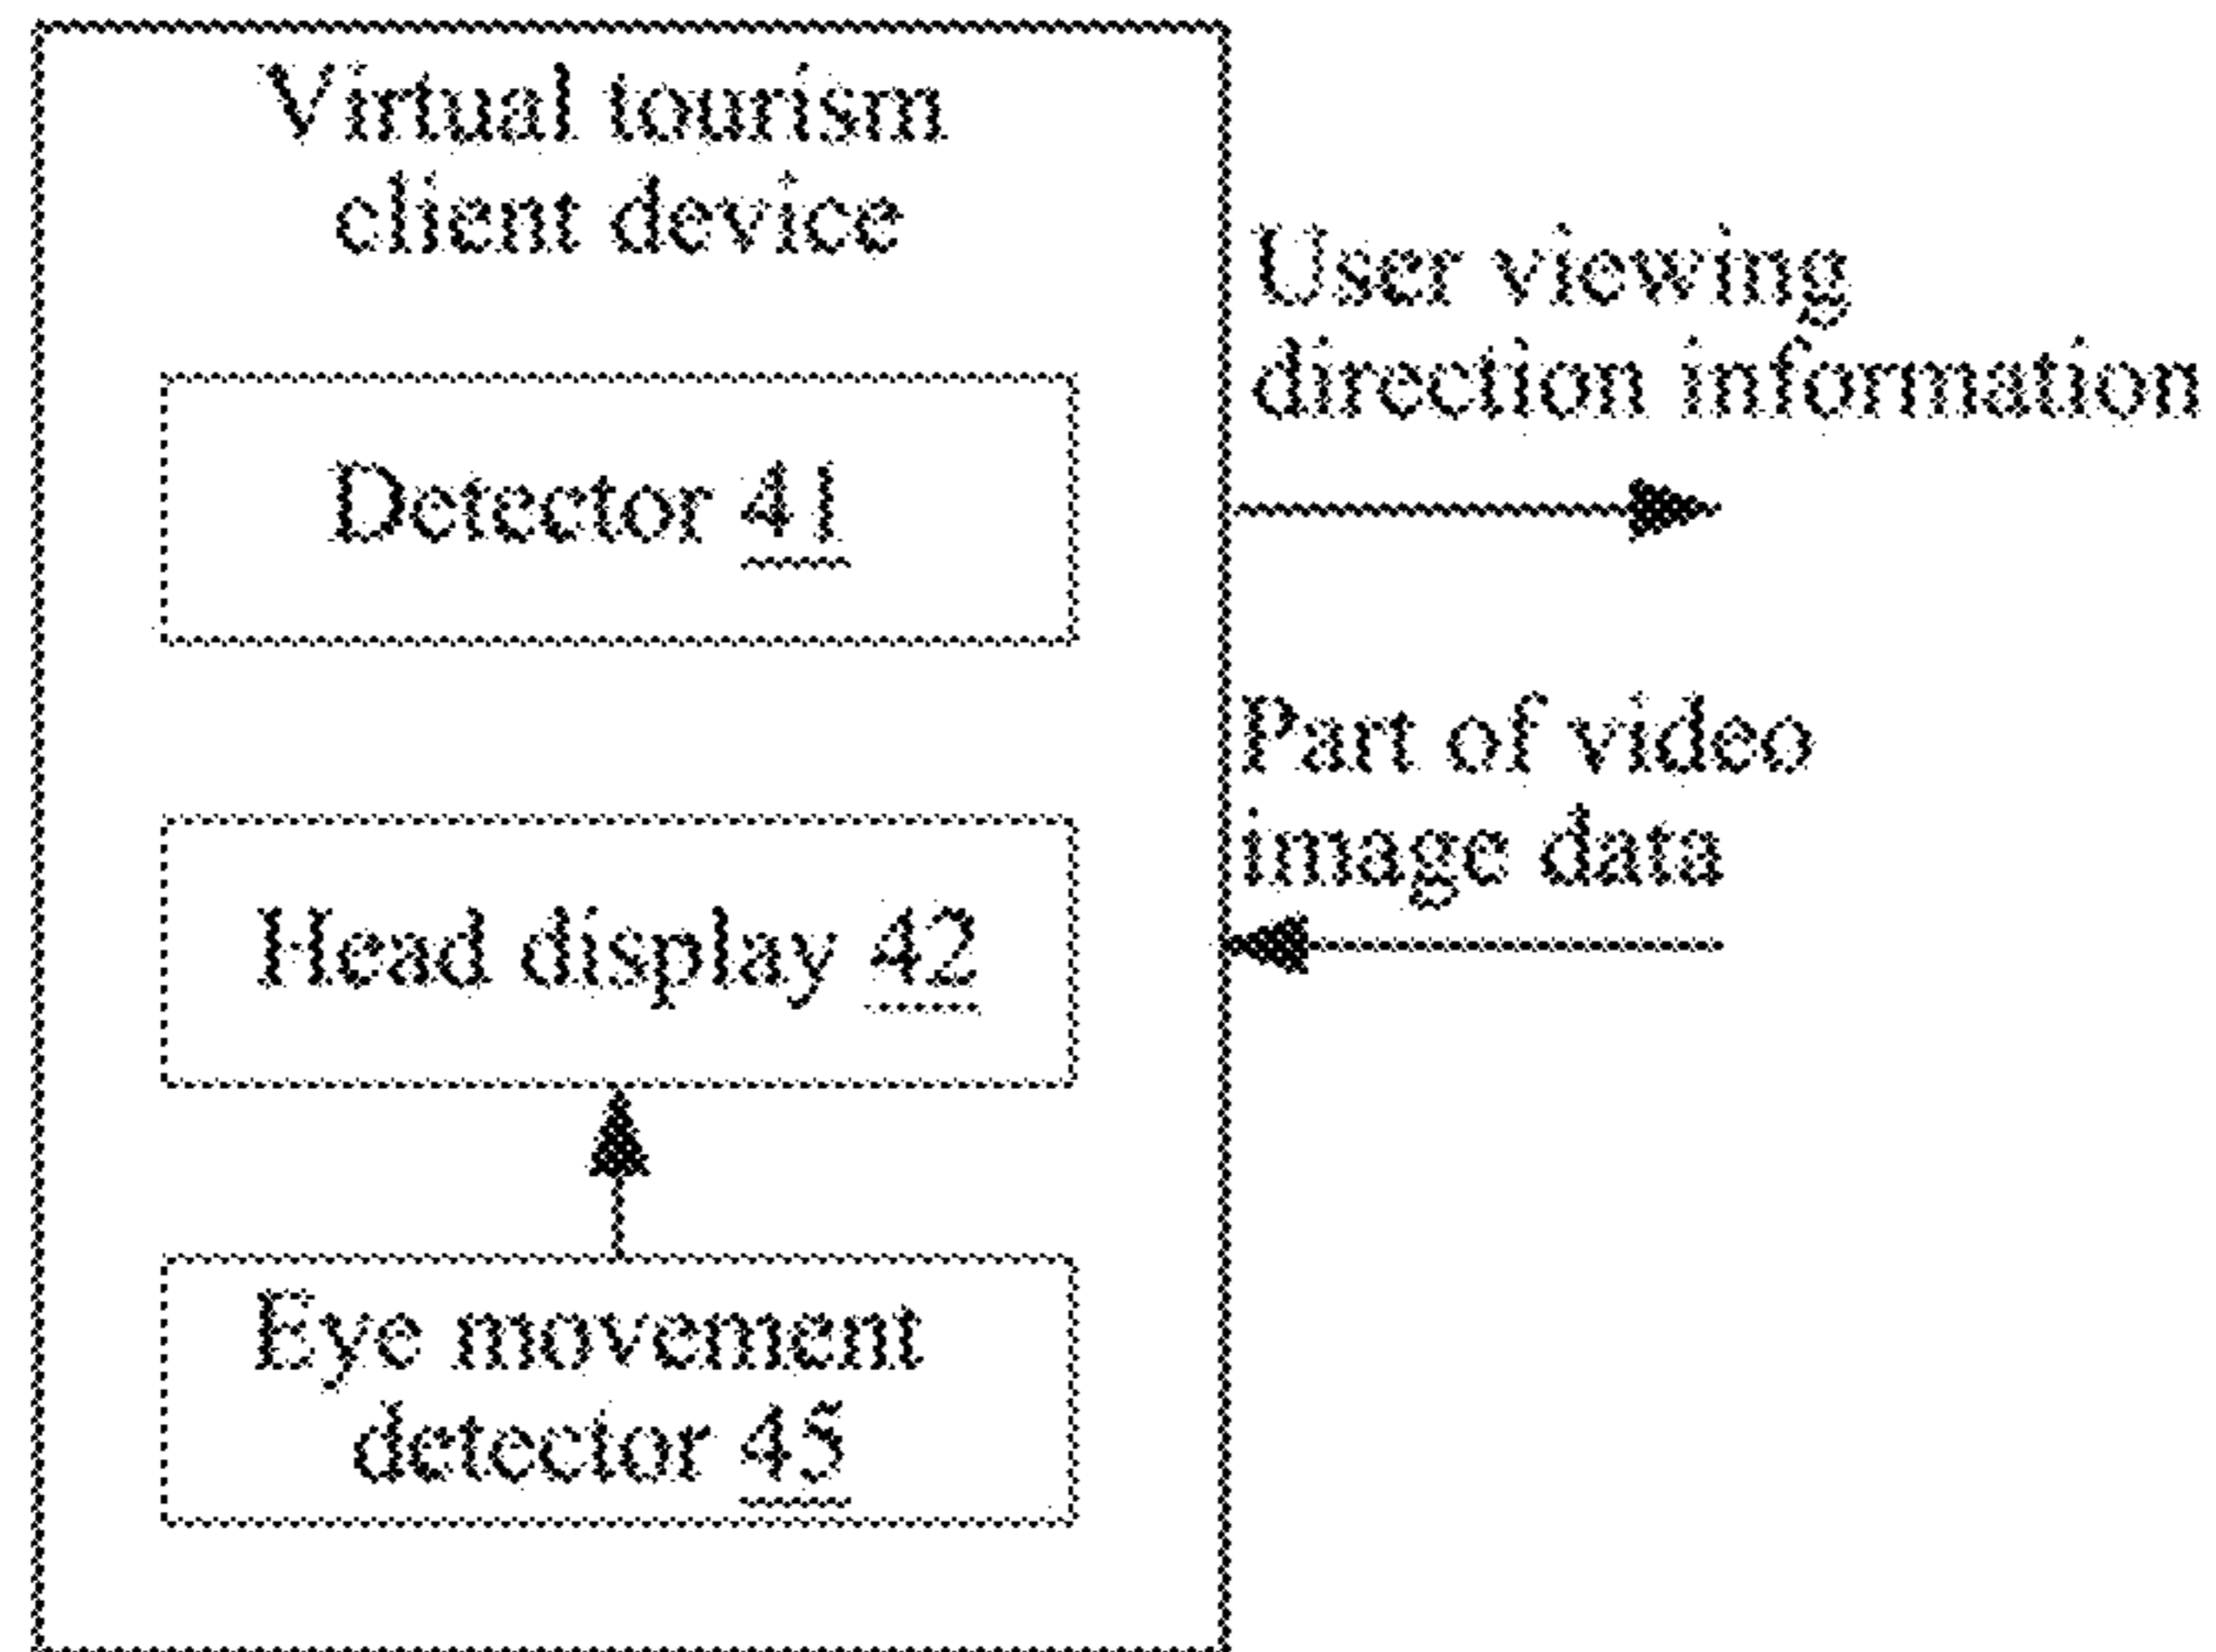 Virtual tourism
client device
User viewing
direction information
Detector 41
Part of video
image data
Head display 42
Eye movement
detector 45